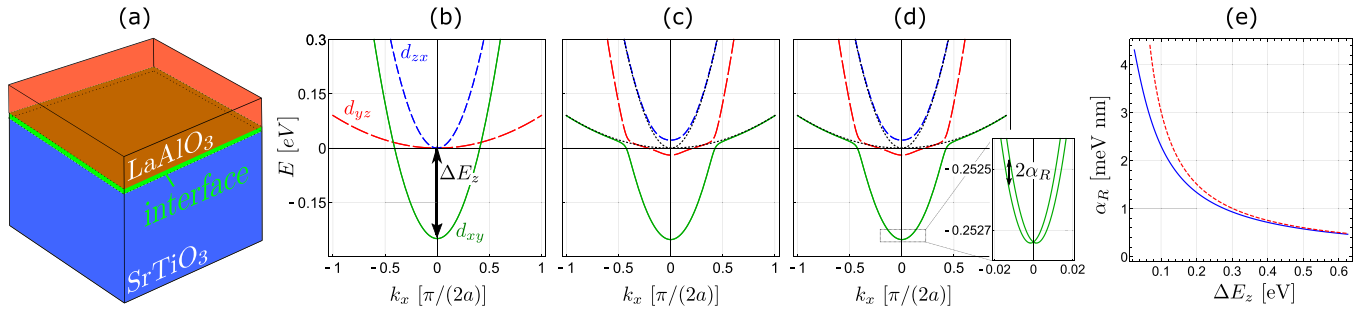 (a)
LaAlO3
interface
SrTiO3
(b)
E [eV]
0.3
0.15
0
−0.15
dzx
dyz
dxy
ΔEz
−1 −0.5 0 0.5 1
kx [π/(2a)]
(c)
−1 −0.5 0 0.5 1
kx [π/(2a)]
(d)
−1 −0.5 0 0.5
kx [π/(2a)]
2αR
−0.2525
−0.2527
−0.02 0 0.02
(e)
αR [meV nm]
4
3
2
1
0
0.1 0.2 0.3 0.4 0.5 0.6
ΔEz [eV]